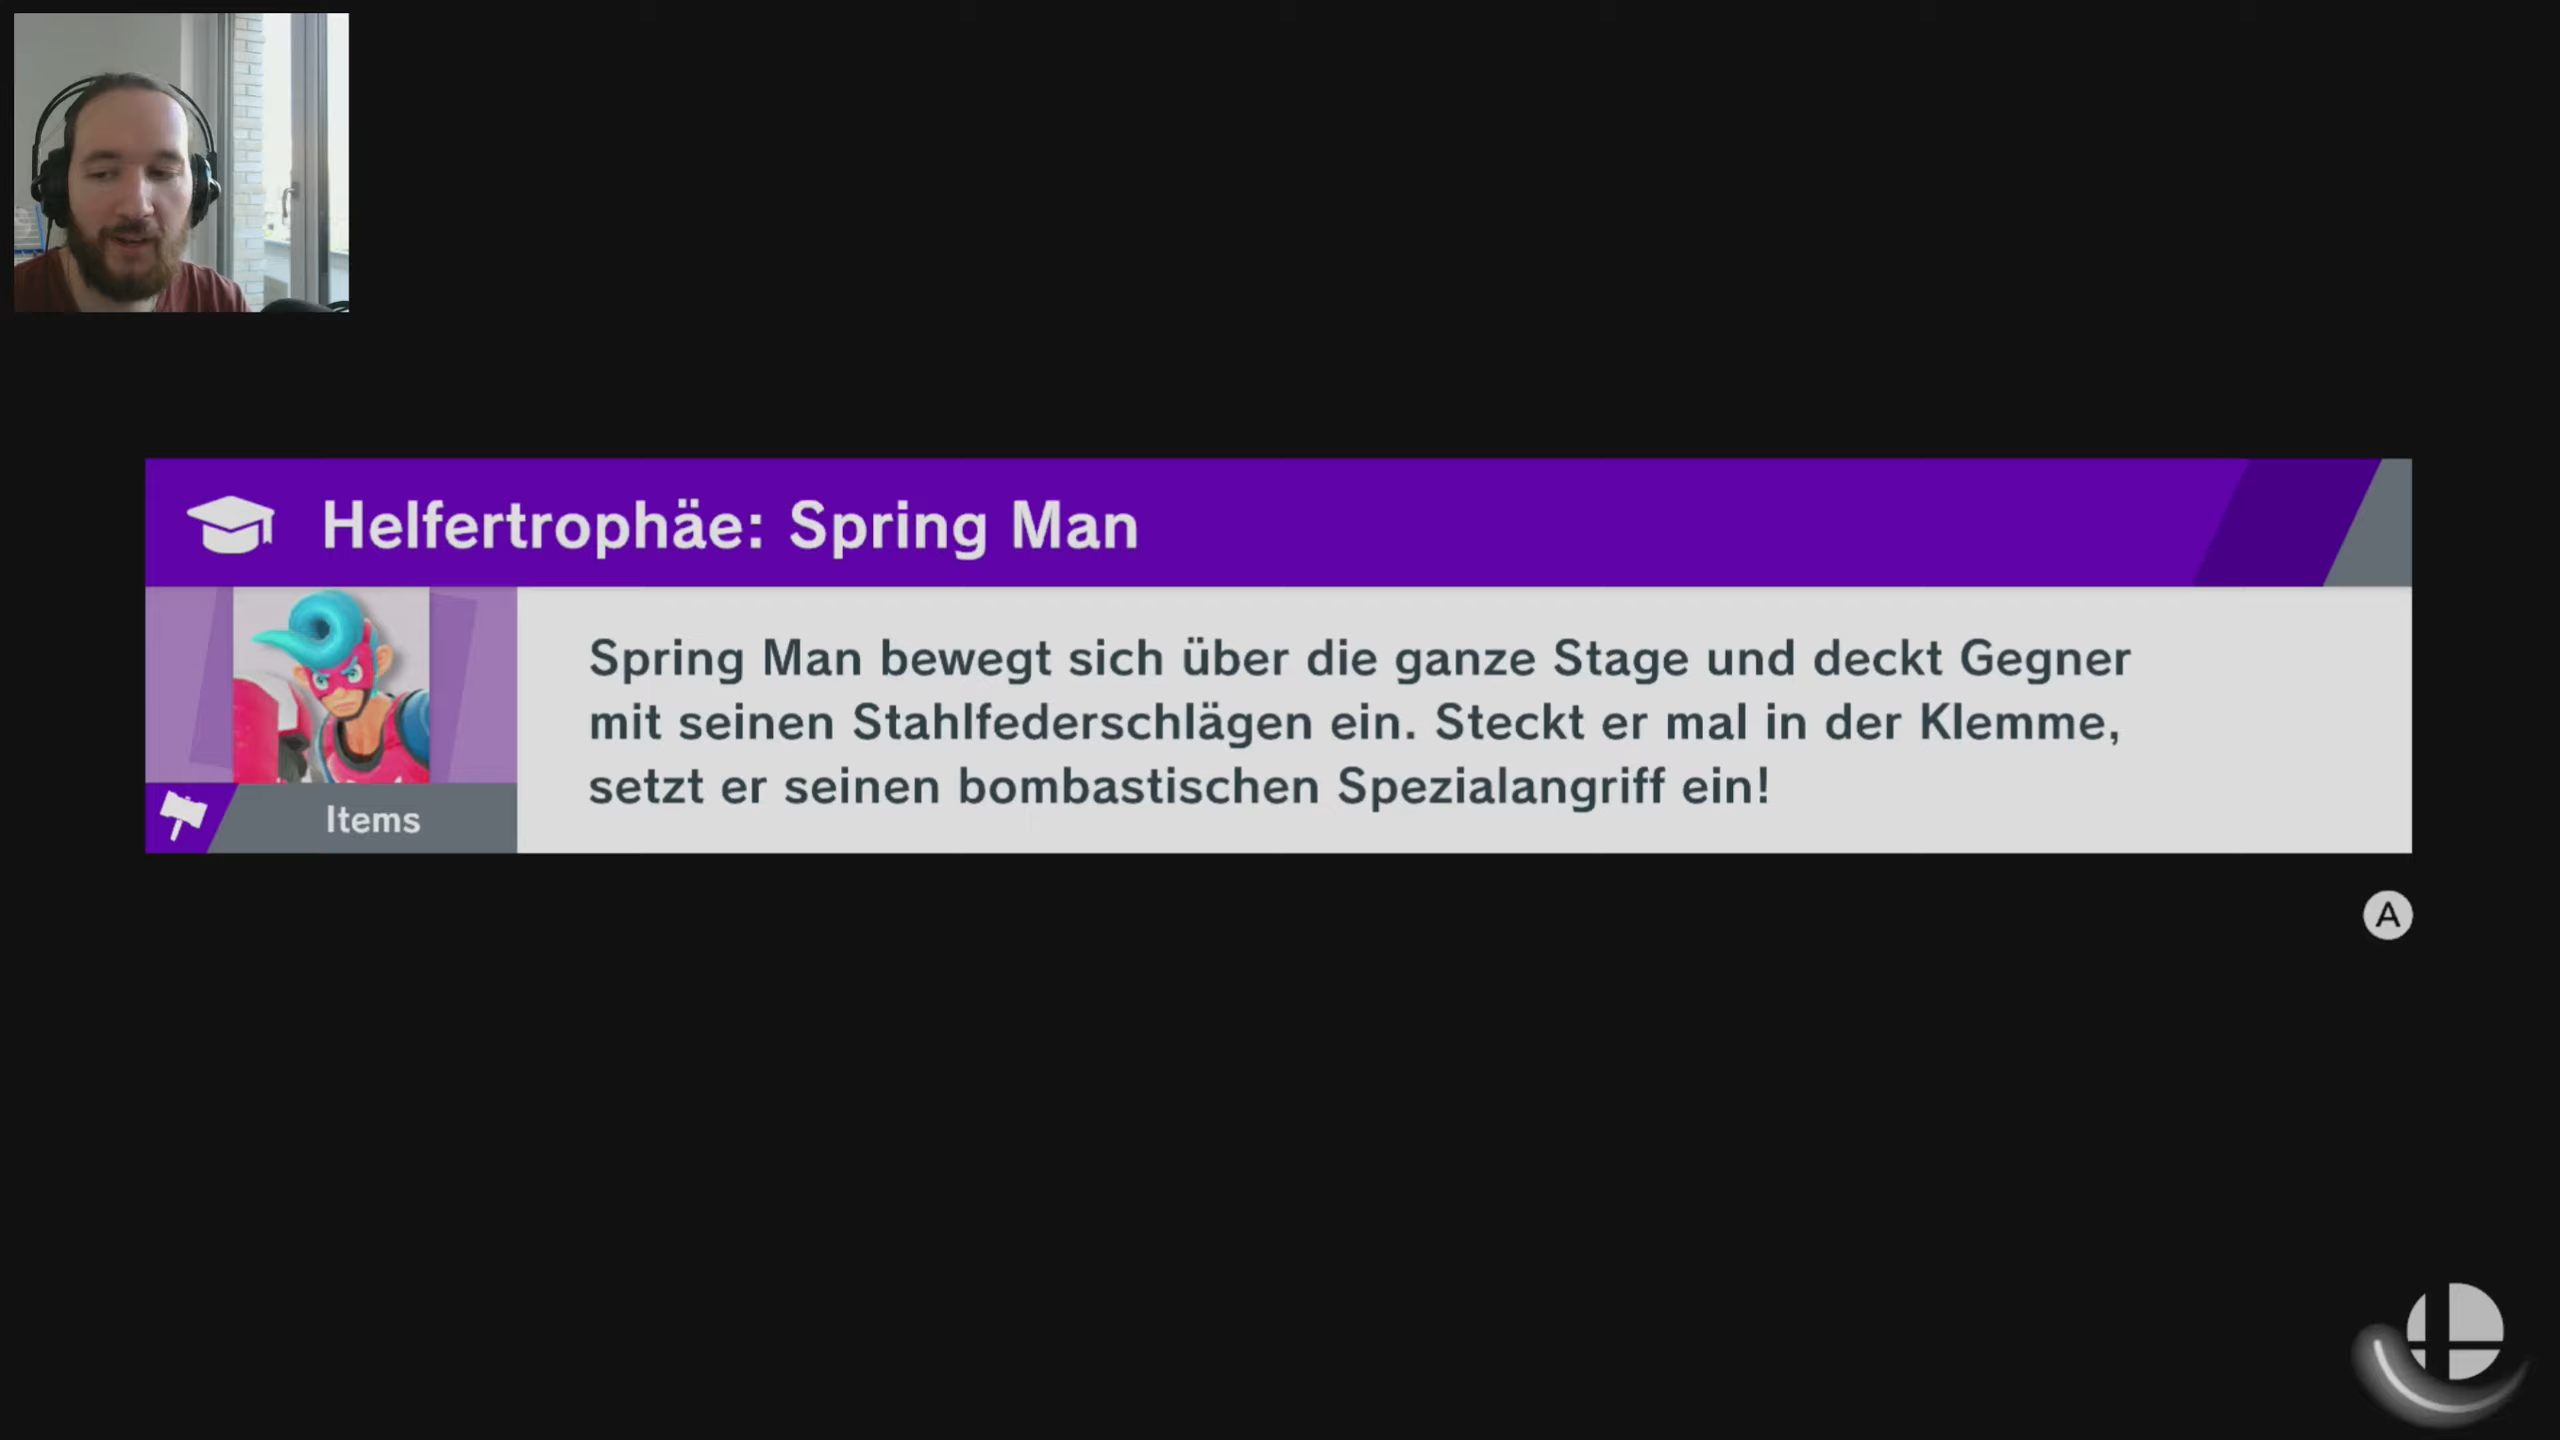 Helfertrophäe: Spring Man
Spring Man bewegt sich über die ganze Stage und deckt Gegner
mit seinen Stahlfederschlägen ein. Steckt er mal in der Klemme,
setzt er seinen bombastischen Spezialangriff ein!
Items
A